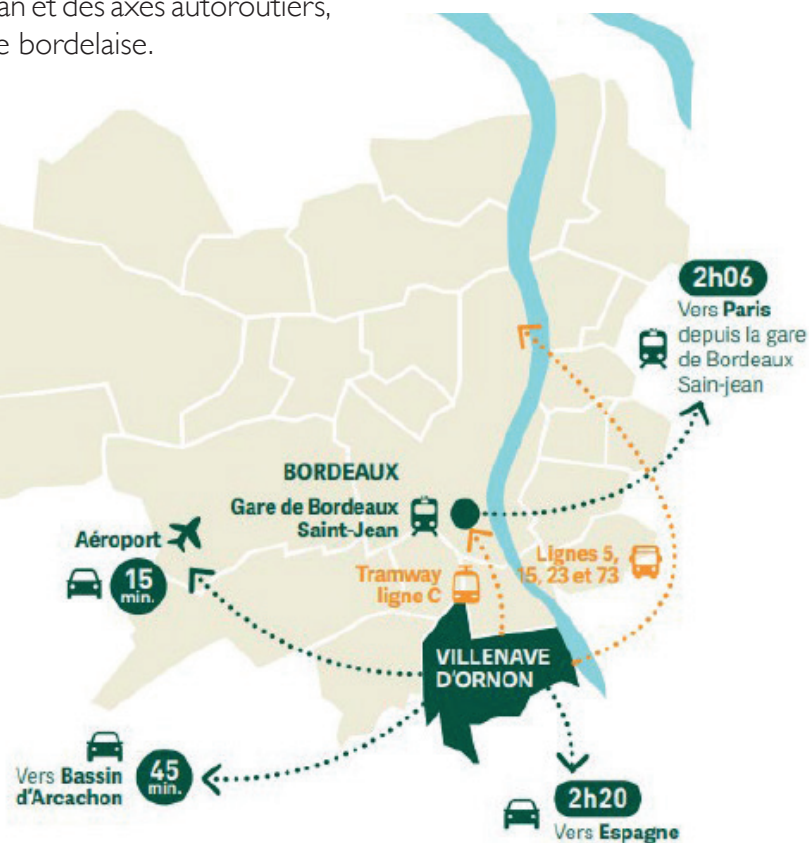 an et des axes autoroutiers,
e bordelaise.
2h06
Vers Paris
depuis la gare
de Bordeaux
Sain-jean
BORDEAUX
Gare de Bordeaux
Saint-Jean
Aéroport
15
min.
Tramway
ligne C
Lignes 5,
15, 23 et 73
VILLENAVE
D'ORNON
Vers Bassin
d'Arcachon
45
min.
2h20
Vers Espagne